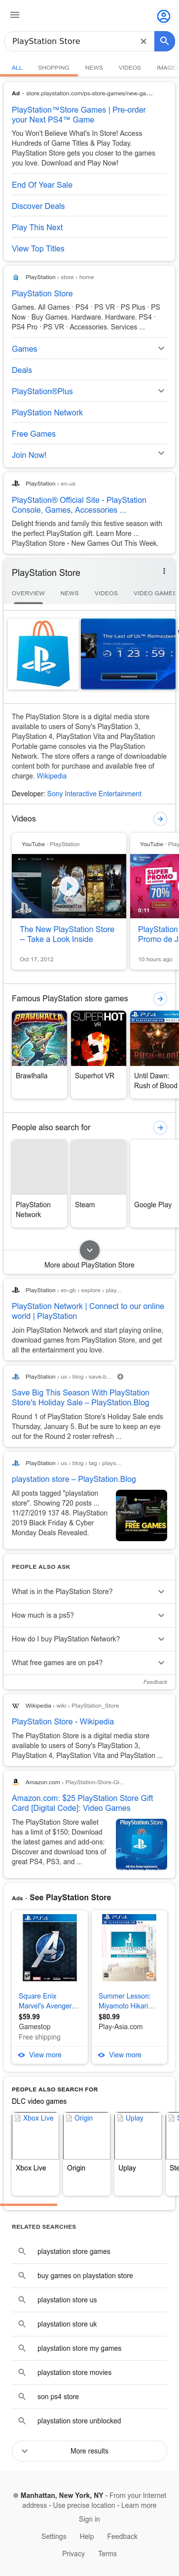 PlayStation Store
ALL SHOPPING NEWS VIDEOS IMAG
Ad · store.playstation.com/ps-store-games/new-ga...
PlayStation™Store Games | Pre-order
your Next PS4™ Game
You Won't Believe What's In Store! Access
Hundreds of Game Titles & Play Today.
PlayStation Store gets you closer to the games
you love. Download and Play Now!
End Of Year Sale
Discover Deals
Play This Next
View Top Titles
PlayStation › store › home
PlayStation Store
Games. All Games · PS4 · PS VR · PS Plus · PS
Now · Buy Games. Hardware. Hardware. PS4 ·
PS4 Pro · PS VR · Accessories. Services ...
Games
Deals
PlayStation®Plus
PlayStation Network
Free Games
Join Now!
PlayStation › en-us
PlayStation® Official Site - PlayStation
Console, Games, Accessories ...
Delight friends and family this festive season with
the perfect PlayStation gift. Learn More ...
PlayStation Store - New Games Out This Week.
PlayStation Store
OVERVIEW NEWS VIDEOS VIDEO GAMES
The Last of Us™ Remastered
1 23 59
The PlayStation Store is a digital media store
available to users of Sony's PlayStation 3,
PlayStation 4, PlayStation Vita and PlayStation
Portable game consoles via the PlayStation
Network. The store offers a range of downloadable
content both for purchase and available free of
charge. Wikipedia
Developer: Sony Interactive Entertainment
Videos
YouTube · PlayStation
The New PlayStation Store
-- Take a Look Inside
Oct 17, 2012
YouTube · Play
SUPER
PROMO
70%
0:11
PlayStation
Promo de J
10 hours ago
Famous PlayStation store games
BRAWLHALLA
SUPERHOT
VR
PS4
RUSH of BLOOD
Brawlhalla
Superhot VR
Until Dawn:
Rush of Blood
People also search for
PlayStation
Network
Steam
Google Play
More about PlayStation Store
PlayStation › en-gb › explore › play...
PlayStation Network | Connect to our online
world | PlayStation
Join PlayStation Network and start playing online,
download games from PlayStation Store, and get
all the entertainment you love.
PlayStation › us › blog › save-b...
Save Big This Season With PlayStation
Store's Holiday Sale – PlayStation.Blog
Round 1 of PlayStation Store's Holiday Sale ends
Thursday, January 5. But be soon to keep an eye
out for the Round 2 roster refresh ...
PlayStation › us › blog › tag › plays...
playstation store – PlayStation.Blog
All posts tagged "playstation
store". Showing 720 posts ...
11/27/2019 137 48. PlayStation
2019 Black Friday & Cyber
Monday Deals Revealed.
FREE GAMES
PEOPLE ALSO ASK
What is in the PlayStation Store?
How much is a ps5?
How do I buy PlayStation Network?
What free games are on ps4?
Feedback
Wikipedia › wiki › PlayStation_Store
PlayStation Store - Wikipedia
The PlayStation Store is a digital media store
available to users of Sony's PlayStation 3,
PlayStation 4, PlayStation Vita and PlayStation ...
Amazon.com › PlayStation-Store-Gi...
Amazon.com: $25 PlayStation Store Gift
Card [Digital Code]: Video Games
The PlayStation Store wallet
has a limit of $150; Download
the latest games and add-ons:
Discover and download tons of
great PS4, PS3, and ...
PlayStation Store
Ads · See PlayStation Store
PS4
Square Enix
Marvel's Avenger...
$59.99
Gamestop
Free shipping
View more
PS4
Summer Lesson:
Miyamoto Hikari...
$80.99
Play-Asia.com
View more
PEOPLE ALSO SEARCH FOR
DLC video games
Xbox Live
Origin
Uplay
S
Xbox Live
Origin
Uplay
Ste
RELATED SEARCHES
playstation store games
buy games on playstation store
playstation store us
playstation store uk
playstation store my games
playstation store movies
son ps4 store
playstation store unblocked
More results
Manhattan, New York, NY - From your Internet
address - Use precise location - Learn more
Sign in
Settings Help Feedback
Privacy Terms